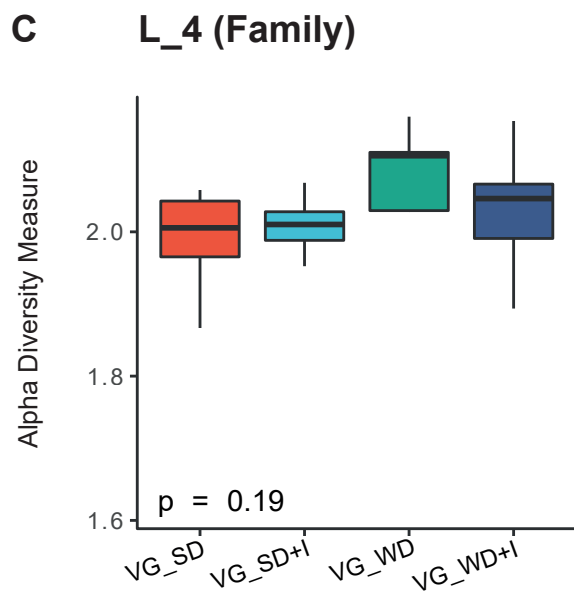 C L_4 (Family)
Alpha Diversity Measure
2.0
1.8
1.6
p = 0.19
VG_SD
VG_SD+I
VG_WD
VG_WD+I